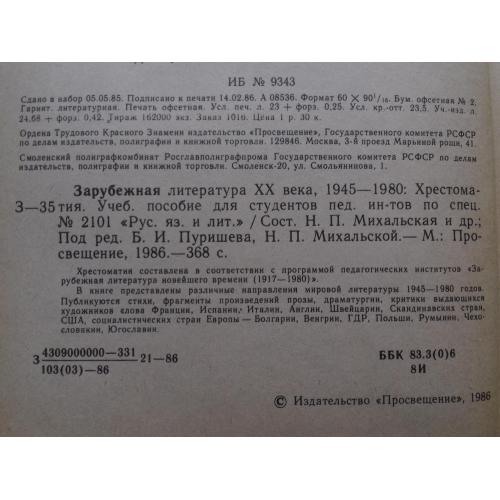 ИБ № 9343
Сдано в набор 05.05.85. Подписано к печати 14.02.86. А 08536. Формат 60 × 90 1/16. Бум. офсетная № 2.
Гарнит. литературная. Печать офсетная. Усл. печ. л. 23 + форз. 0,25. Усл. кр.-отт. 23,5. Уч.-изд. л.
24,68 + форз. 0,42. Тираж 162000 экз. Заказ 1016. Цена 1 р. 30 к.
Ордена Трудового Красного Знамени издательство «Просвещение», Государственного комитета РСФСР
по делам издательств, полиграфии и книжной торговли. 129846. Москва, 3-й проезд Марьиной рощи, 41.
Смоленский полиграфкомбинат Росглавполиграфпрома Государственного комитета РСФСР по делам
издательств, полиграфии и книжной торговли. Смоленск-20, ул. Смольянинова, 1.
Зарубежная литература XX века, 1945—1980: Хрестома-
З—35 тия. Учеб. пособие для студентов пед. ин-тов по спец.
№ 2101 «Рус. яз. и лит.» / Сост. Н. П. Михальская и др.;
Под ред. Б. И. Пуришева, Н. П. Михальской.— М.: Про-
свещение, 1986.—368 с.
Хрестоматия составлена в соответствии с программой педагогических институтов «За-
рубежная литература новейшего времени (1917—1980)».
В книге представлены различные направления мировой литературы 1945—1980 годов.
Публикуются стихи, фрагменты произведений прозы, драматургии, критики выдающихся
художников слова Франции, Испании, Италии, Англии, Швейцарии, Скандинавских стран,
США, социалистических стран Европы — Болгарии, Венгрии, ГДР, Польши, Румынии, Чехо-
словакии, Югославии.
4309000000—331
З 21—86
103(03)—86
ББК 83.3(0)6
8И
© Издательство «Просвещение», 1986